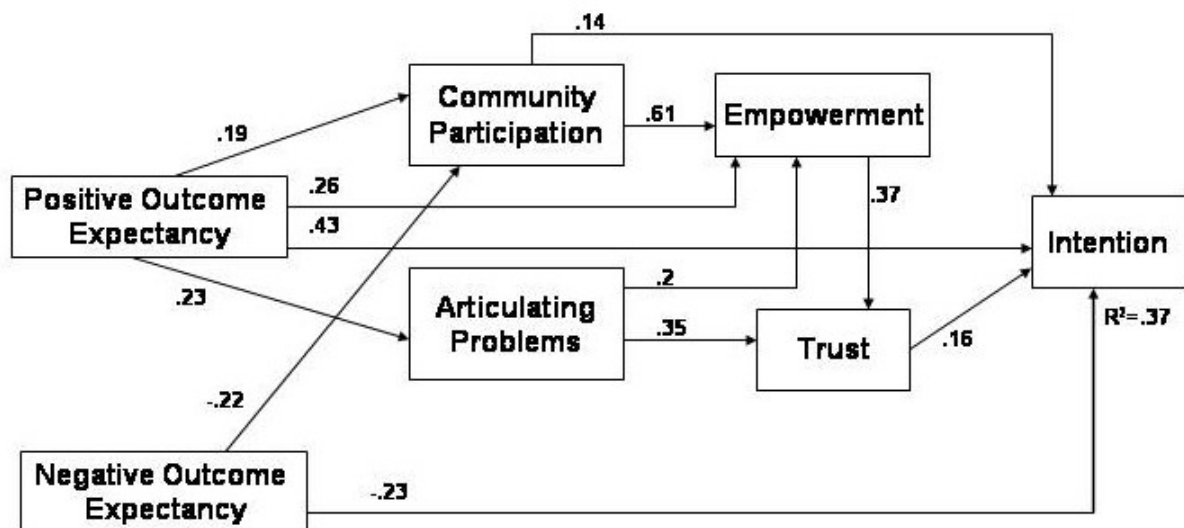 .14
Community
Participation
.61
Empowerment
.19
.26
Positive Outcome
Expectancy
.43
.37
Intention
.23
Articulating
Problems
.2
.35
Trust
.16
R²=.37
-.22
Negative Outcome
Expectancy
-.23